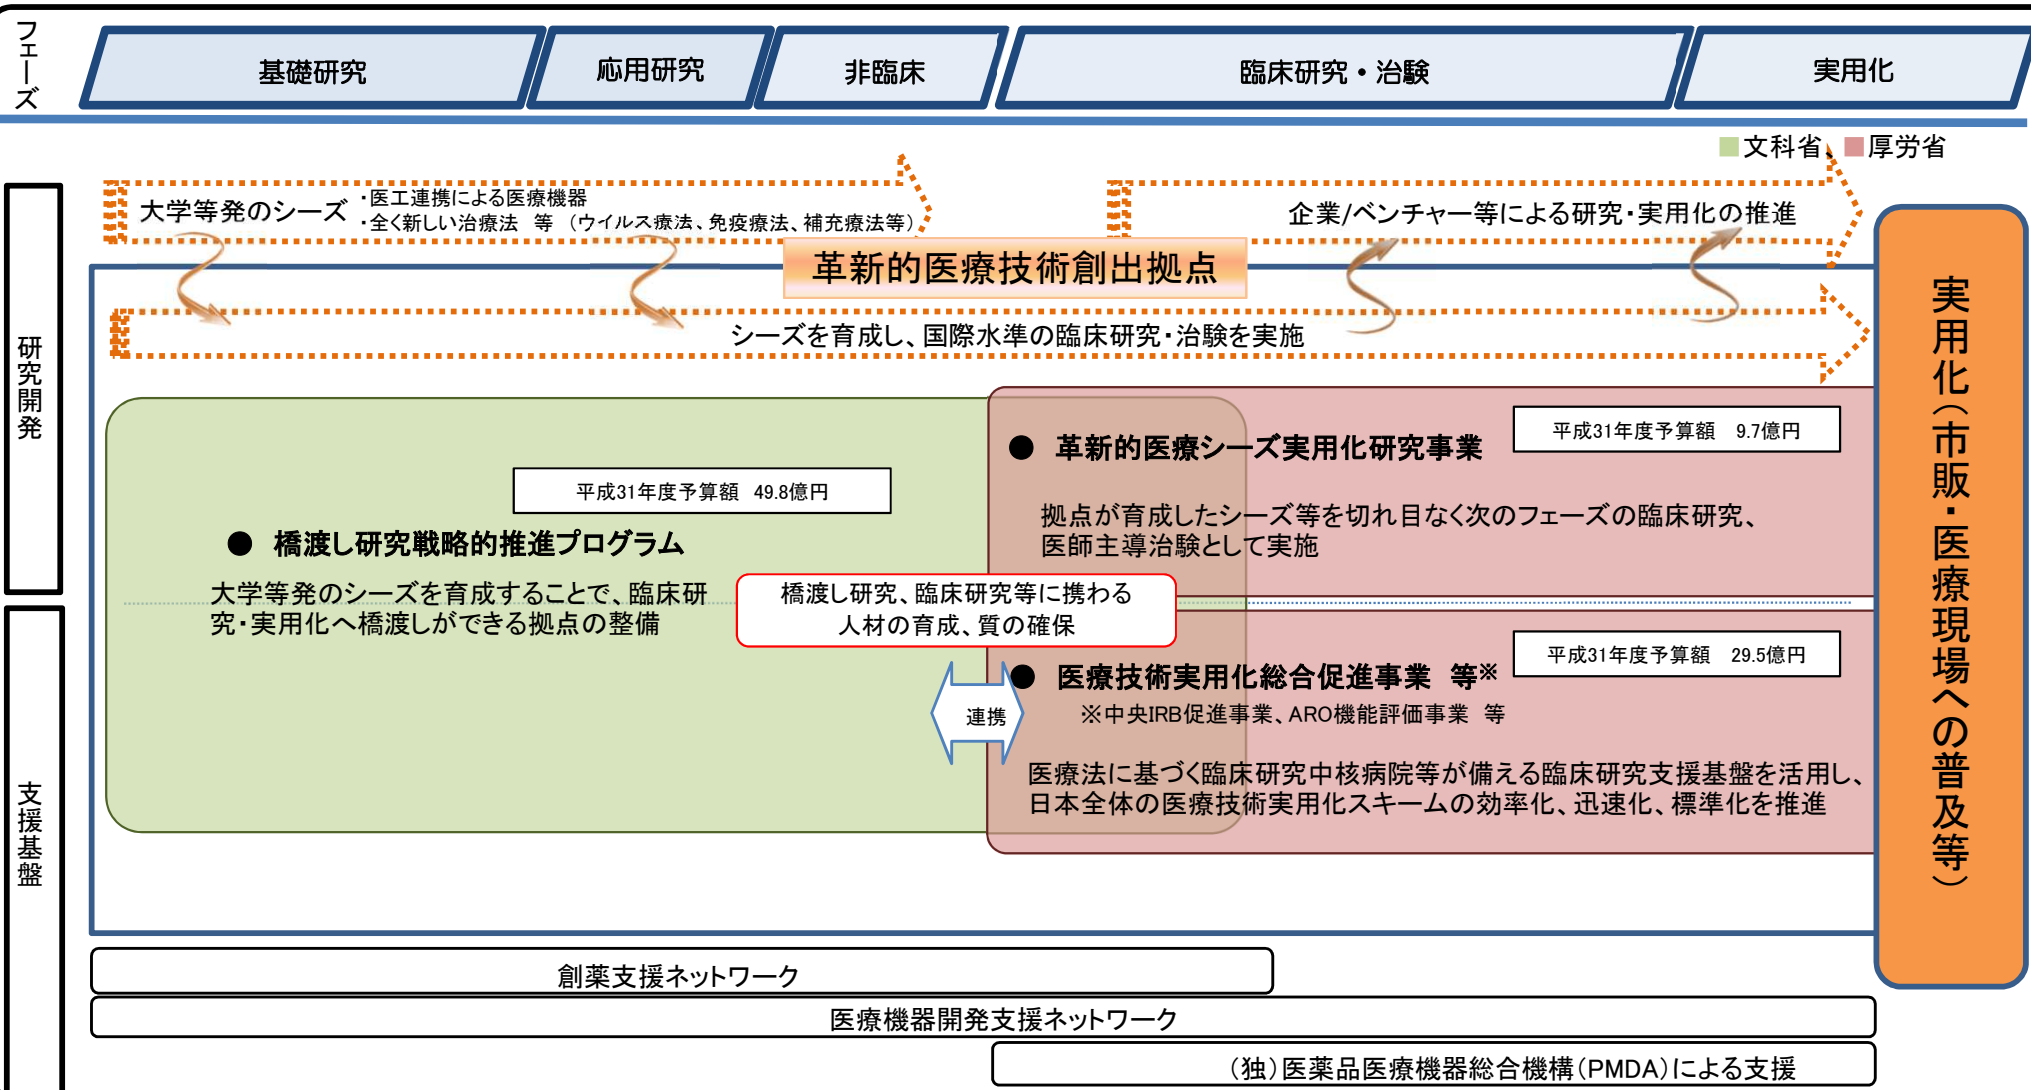 フェーズ
基礎研究
応用研究
非臨床
臨床研究・治験
実用化
■文科省、■厚労省
研究開発
大学等発のシーズ
・医工連携による医療機器
・全く新しい治療法　等　（ウイルス療法、免疫療法、補充療法等）
企業/ベンチャー等による研究・実用化の推進
革新的医療技術創出拠点
シーズを育成し、国際水準の臨床研究・治験を実施
平成31年度予算額　49.8億円
● 橋渡し研究戦略的推進プログラム
大学等発のシーズを育成することで、臨床研
究・実用化へ橋渡しができる拠点の整備
平成31年度予算額　9.7億円
● 革新的医療シーズ実用化研究事業
拠点が育成したシーズ等を切れ目なく次のフェーズの臨床研究、
医師主導治験として実施
橋渡し研究、臨床研究等に携わる
人材の育成、質の確保
連携
平成31年度予算額　29.5億円
● 医療技術実用化総合促進事業　等※
※中央IRB促進事業、ARO機能評価事業　等
医療法に基づく臨床研究中核病院等が備える臨床研究支援基盤を活用し、
日本全体の医療技術実用化スキームの効率化、迅速化、標準化を推進
実用化（市販・医療現場への普及等）
支援基盤
創薬支援ネットワーク
医療機器開発支援ネットワーク
（独）医薬品医療機器総合機構（PMDA）による支援